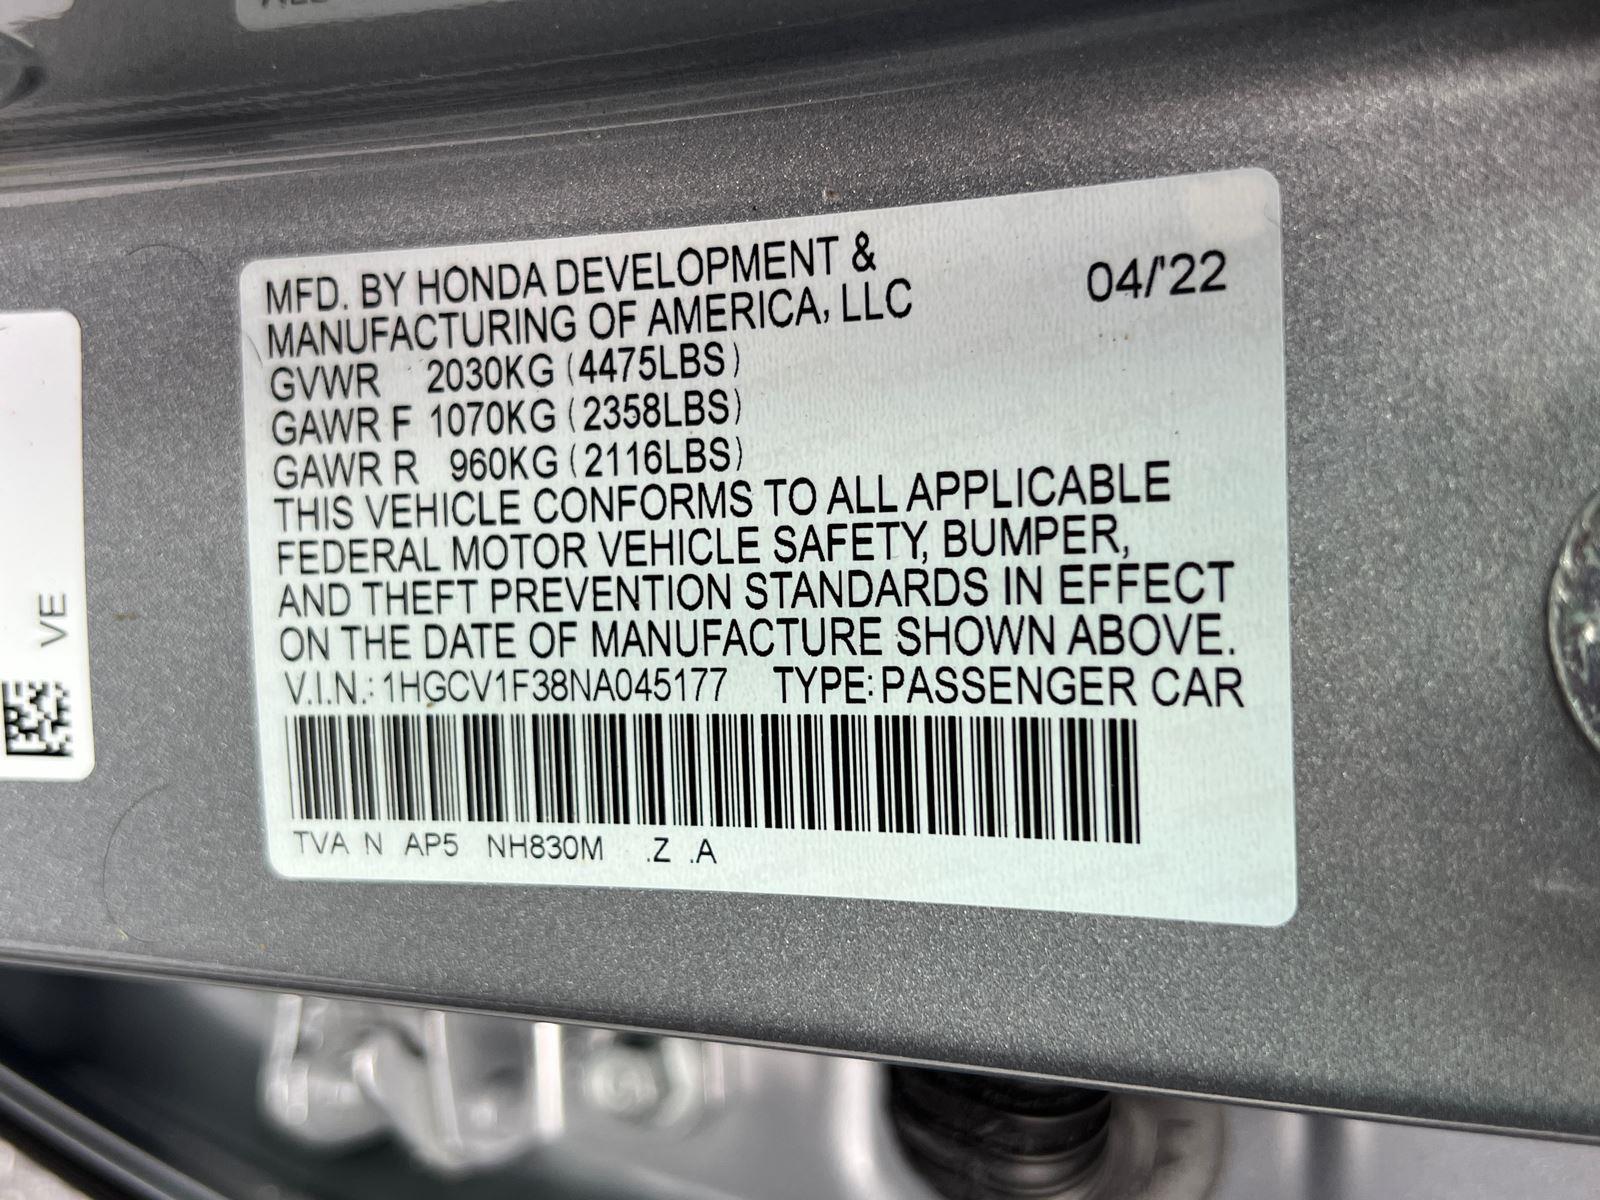 MFD. BY HONDA DEVELOPMENT &
MANUFACTURING OF AMERICA, LLC
04/'22
GVWR 2030KG (4475LBS)
GAWR F 1070KG (2358LBS)
GAWR R 960KG (2116LBS)
THIS VEHICLE CONFORMS TO ALL APPLICABLE
FEDERAL MOTOR VEHICLE SAFETY, BUMPER,
AND THEFT PREVENTION STANDARDS IN EFFECT
ON THE DATE OF MANUFACTURE SHOWN ABOVE.
V.I.N.: 1HGCV1F38NA045177 TYPE: PASSENGER CAR
TVA N AP5 NH830M .Z .A
VE